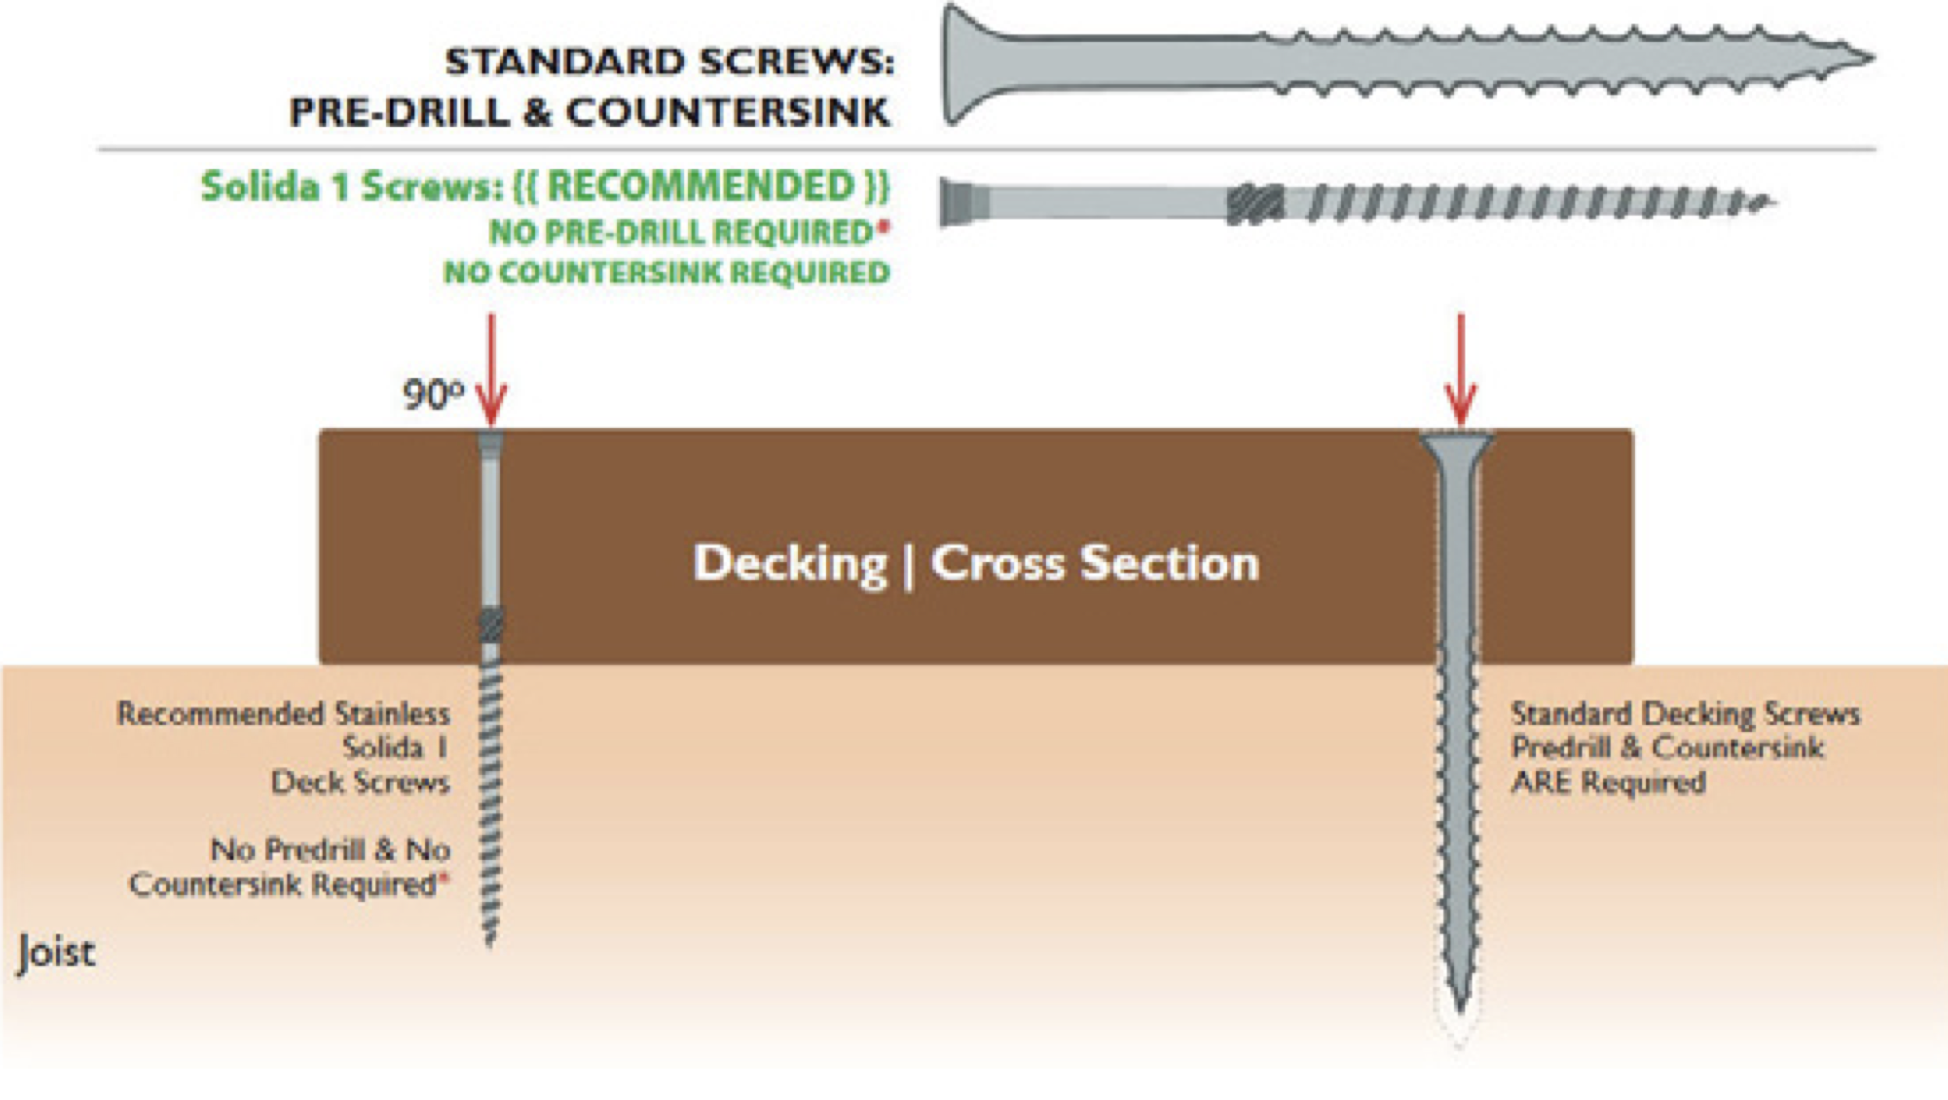 STANDARD SCREWS:
PRE-DRILL & COUNTERSINK
Solida 1 Screws: {{ RECOMMENDED }}
NO PRE-DRILL REQUIRED*
NO COUNTERSINK REQUIRED
90º
Decking | Cross Section
Recommended Stainless
Solida 1
Deck Screws
No Predrill & No
Countersink Required*
Standard Decking Screws
Predrill & Countersink
ARE Required
Joist